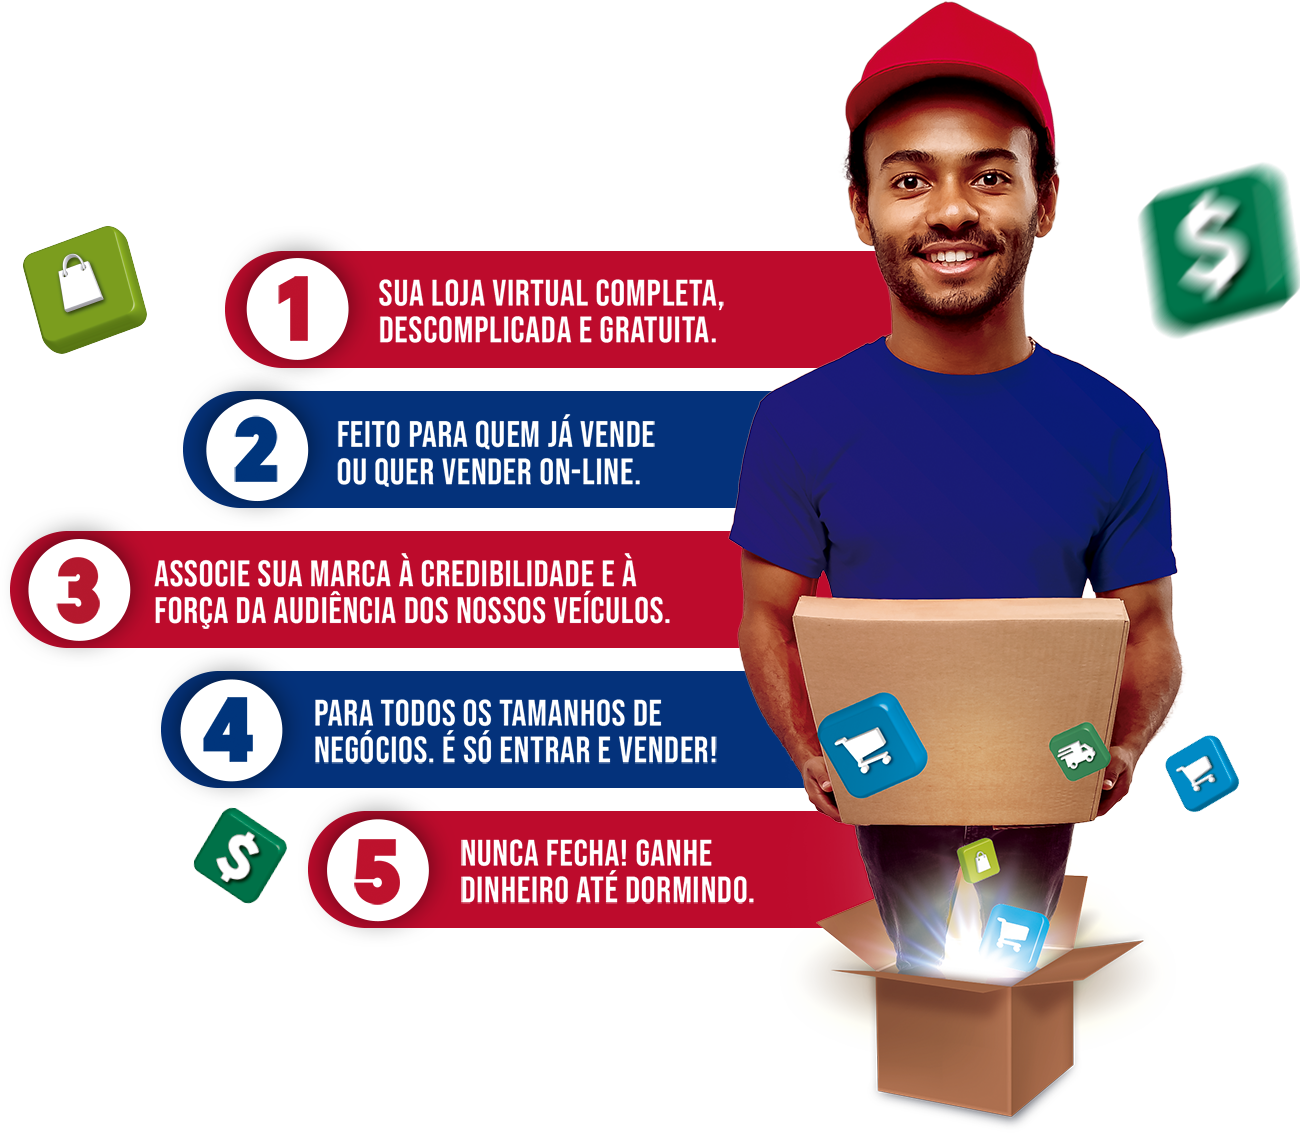 1
SUA LOJA VIRTUAL COMPLETA,
DESCOMPLICADA E GRATUITA.
2
FEITO PARA QUEM JÁ VENDE
OU QUER VENDER ON-LINE.
3
ASSOCIE SUA MARCA À CREDIBILIDADE E À
FORÇA DA AUDIÊNCIA DOS NOSSOS VEÍCULOS.
4
PARA TODOS OS TAMANHOS DE
NEGÓCIOS. É SÓ ENTRAR E VENDER!
5
NUNCA FECHA! GANHE
DINHEIRO ATÉ DORMINDO.
$
$